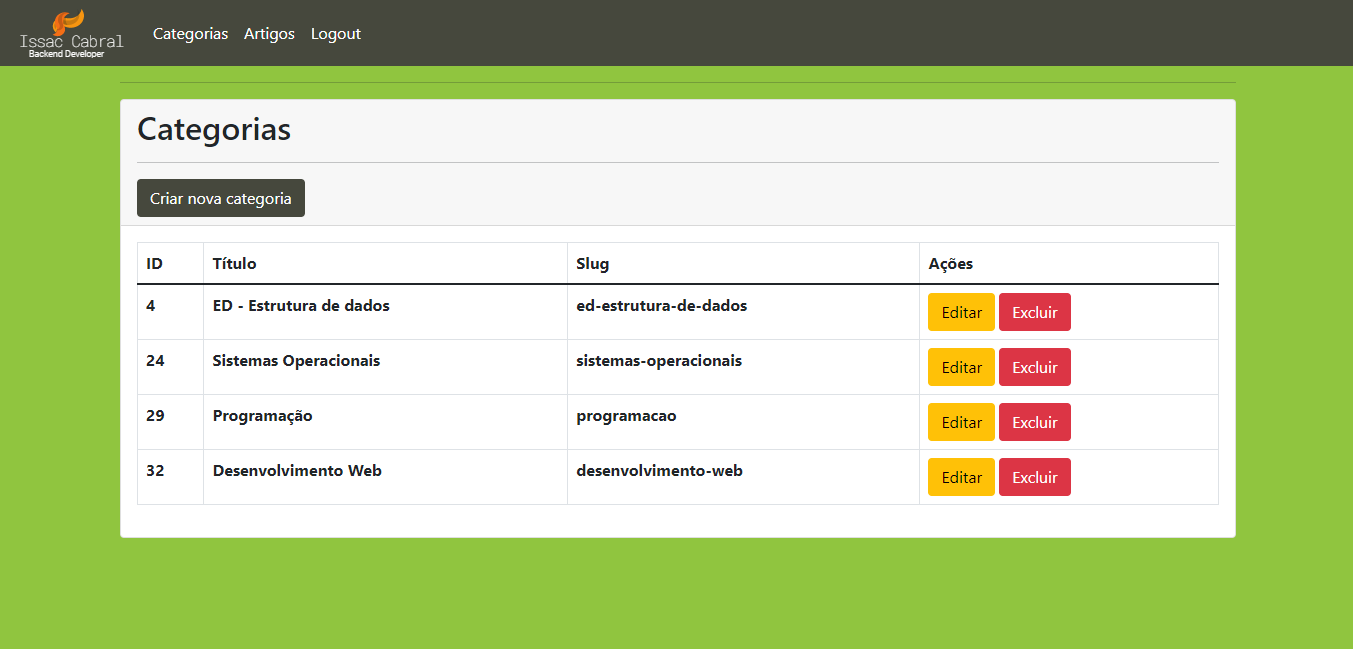 Issac Cabral
Backend Developer
Categorias Artigos Logout
Categorias
Criar nova categoria
ID Título Slug Ações
4 ED - Estrutura de dados ed-estrutura-de-dados Editar Excluir
24 Sistemas Operacionais sistemas-operacionais Editar Excluir
29 Programação programacao Editar Excluir
32 Desenvolvimento Web desenvolvimento-web Editar Excluir